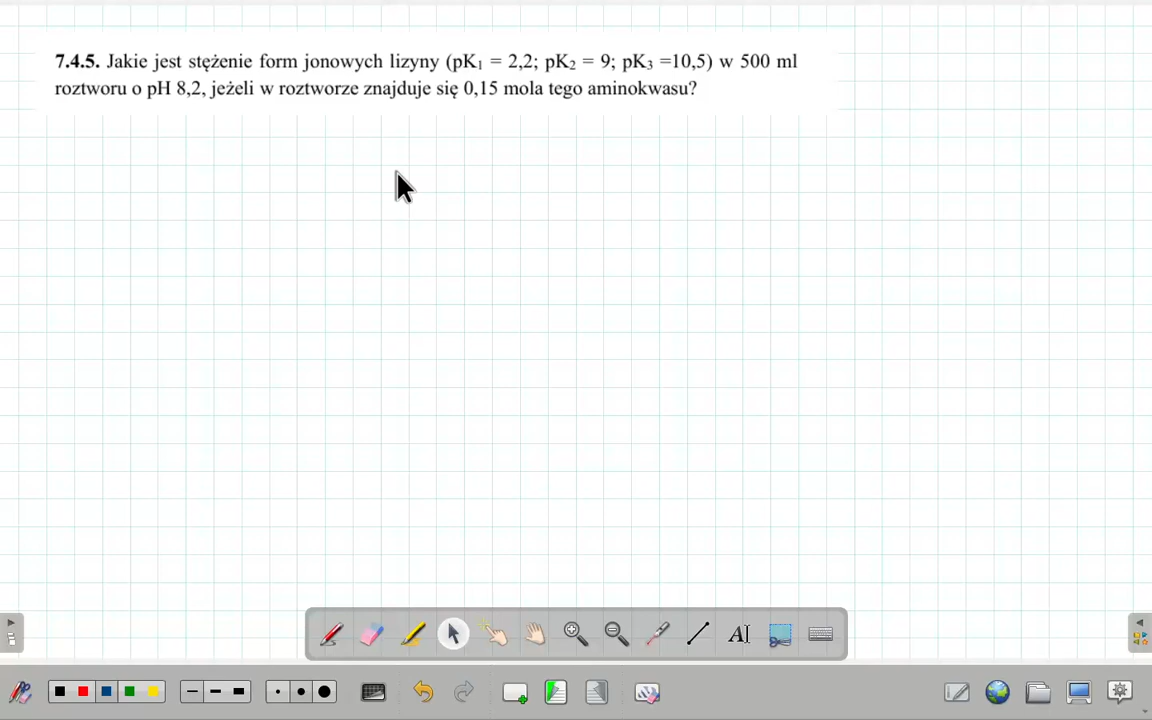 7.4.5. Jakie jest stężenie form jonowych lizyny (pK₁ = 2,2; pK₂ = 9; pK₃ =10,5) w 500 ml
roztworu o pH 8,2, jeżeli w roztworze znajduje się 0,15 mola tego aminokwasu?